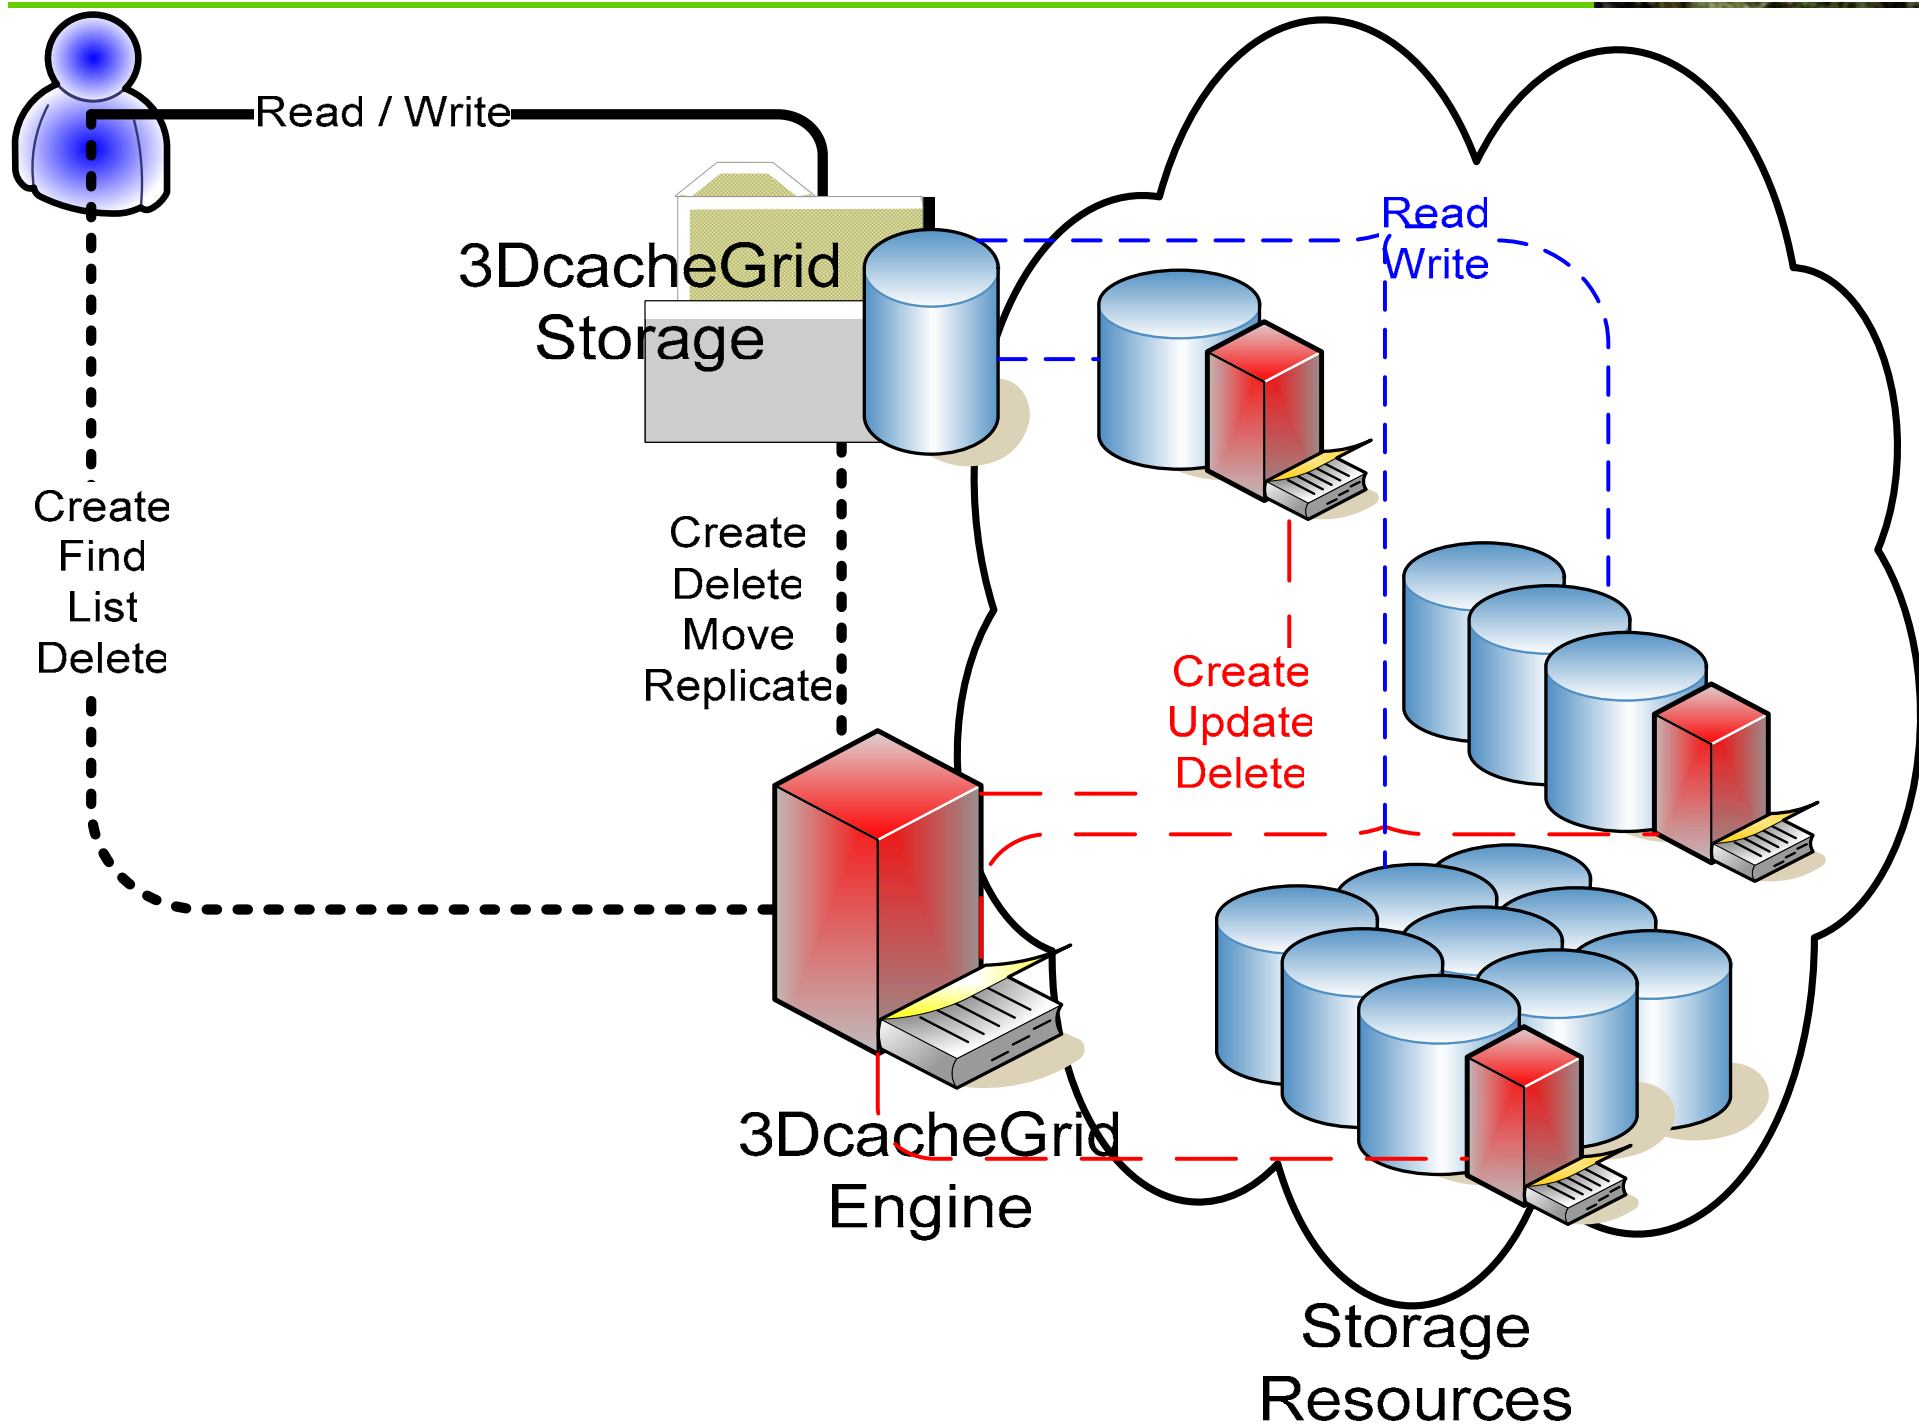 Read / Write
3DcacheGrid
Storage
Read
Write
Create
Find
List
Delete
Create
Delete
Move
Replicate
Create
Update
Delete
3DcacheGrid
Engine
Storage
Resources